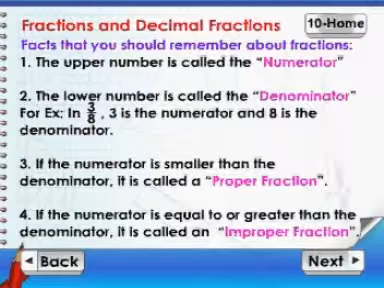 Fractions and Decimal Fractions
10-Home
Facts that you should remember about fractions:
1. The upper number is called the “Numerator”
2. The lower number is called the “Denominator”
For Ex; In 3/8 , 3 is the numerator and 8 is the
denominator.
3. If the numerator is smaller than the
denominator, it is called a “Proper Fraction”.
4. If the numerator is equal to or greater than the
denominator, it is called an “Improper Fraction”.
Back
Next